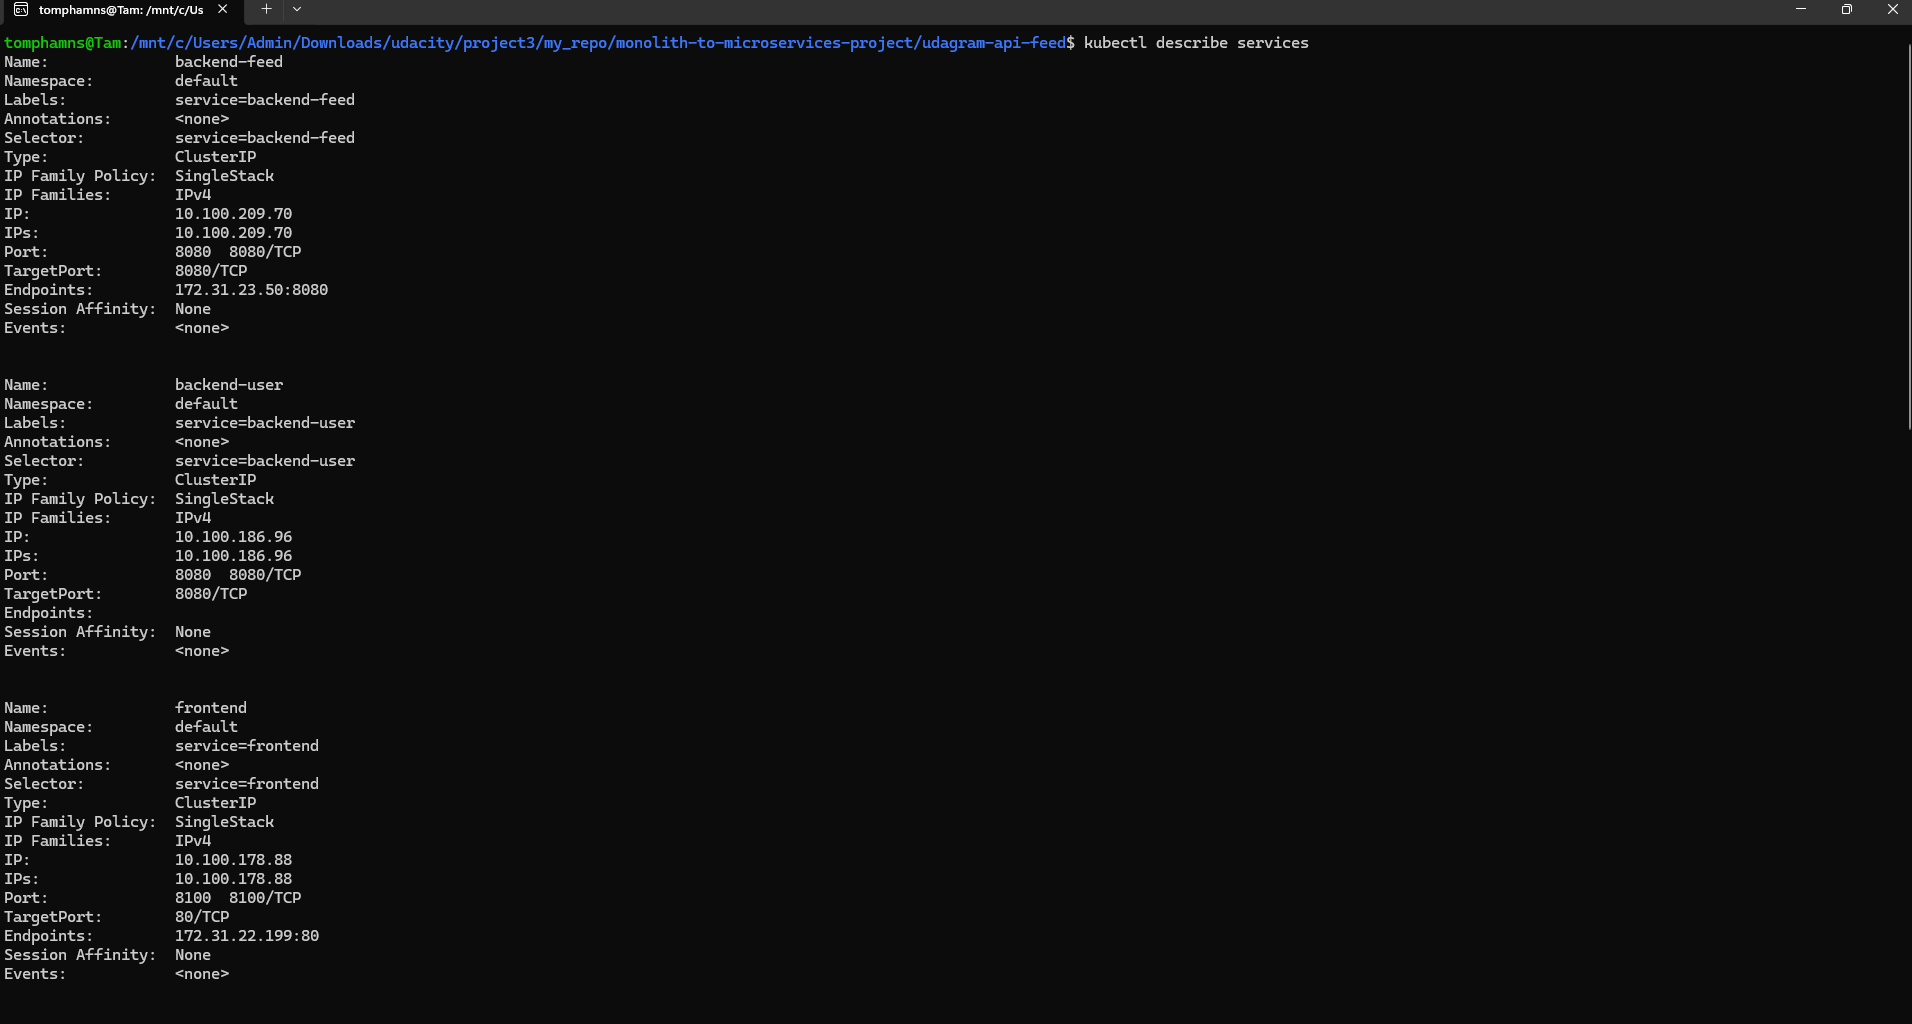 tomphamns@Tam: /mnt/c/Us
tomphamns@Tam:/mnt/c/Users/Admin/Downloads/udacity/project3/my_repo/monolith-to-microservices-project/udagram-api-feed$ kubectl describe services
Name: backend-feed
Namespace: default
Labels: service=backend-feed
Annotations: <none>
Selector: service=backend-feed
Type: ClusterIP
IP Family Policy: SingleStack
IP Families: IPv4
IP: 10.100.209.70
IPs: 10.100.209.70
Port: 8080 8080/TCP
TargetPort: 8080/TCP
Endpoints: 172.31.23.50:8080
Session Affinity: None
Events: <none>
Name: backend-user
Namespace: default
Labels: service=backend-user
Annotations: <none>
Selector: service=backend-user
Type: ClusterIP
IP Family Policy: SingleStack
IP Families: IPv4
IP: 10.100.186.96
IPs: 10.100.186.96
Port: 8080 8080/TCP
TargetPort: 8080/TCP
Endpoints:
Session Affinity: None
Events: <none>
Name: frontend
Namespace: default
Labels: service=frontend
Annotations: <none>
Selector: service=frontend
Type: ClusterIP
IP Family Policy: SingleStack
IP Families: IPv4
IP: 10.100.178.88
IPs: 10.100.178.88
Port: 8100 8100/TCP
TargetPort: 80/TCP
Endpoints: 172.31.22.199:80
Session Affinity: None
Events: <none>